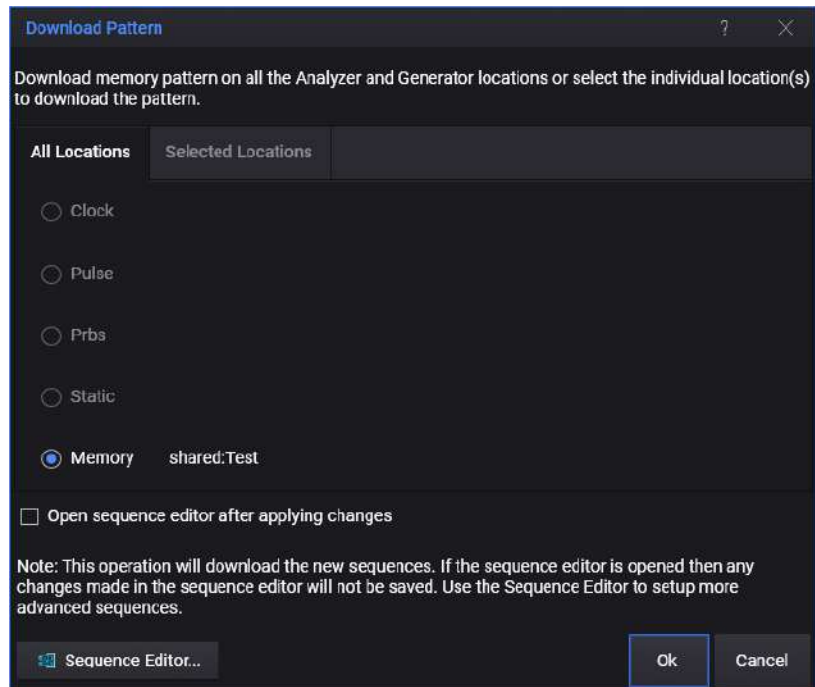 Download Pattern
?
Download memory pattern on all the Analyzer and Generator locations or select the individual location(s)
to download the pattern.
All Locations Selected Locations
Clock
Pulse
Prbs
Static
Memory shared:Test
Open sequence editor after applying changes
Note: This operation will download the new sequences. If the sequence editor is opened then any
changes made in the sequence editor will not be saved. Use the Sequence Editor to setup more
advanced sequences.
Sequence Editor... Ok Cancel